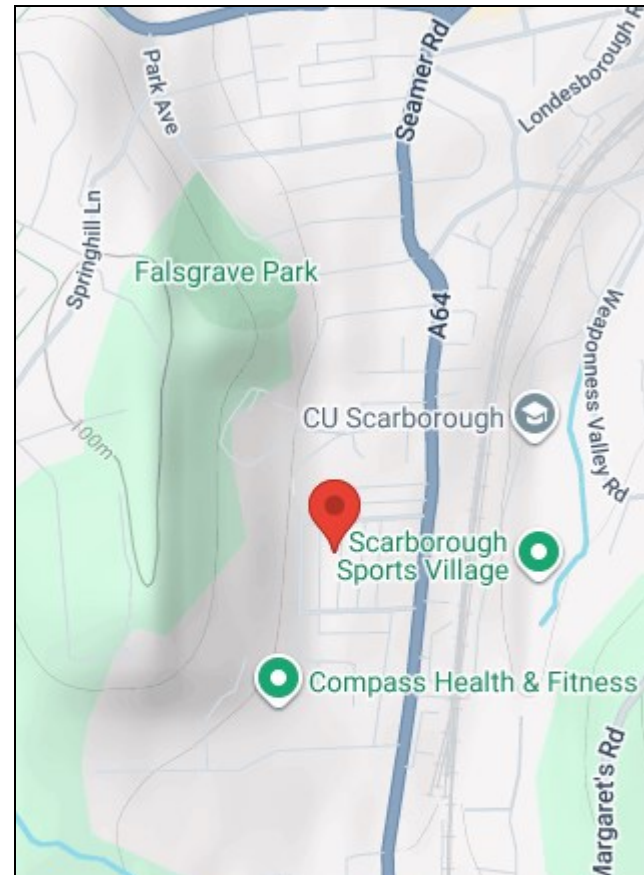 Seamer Rd
Londesborough R
Park Ave
Springhill Ln
Falsgrave Park
A64
Weaponness Valley Rd
CU Scarborough
100m
Scarborough
Sports Village
Compass Health & Fitness
Margaret's Rd